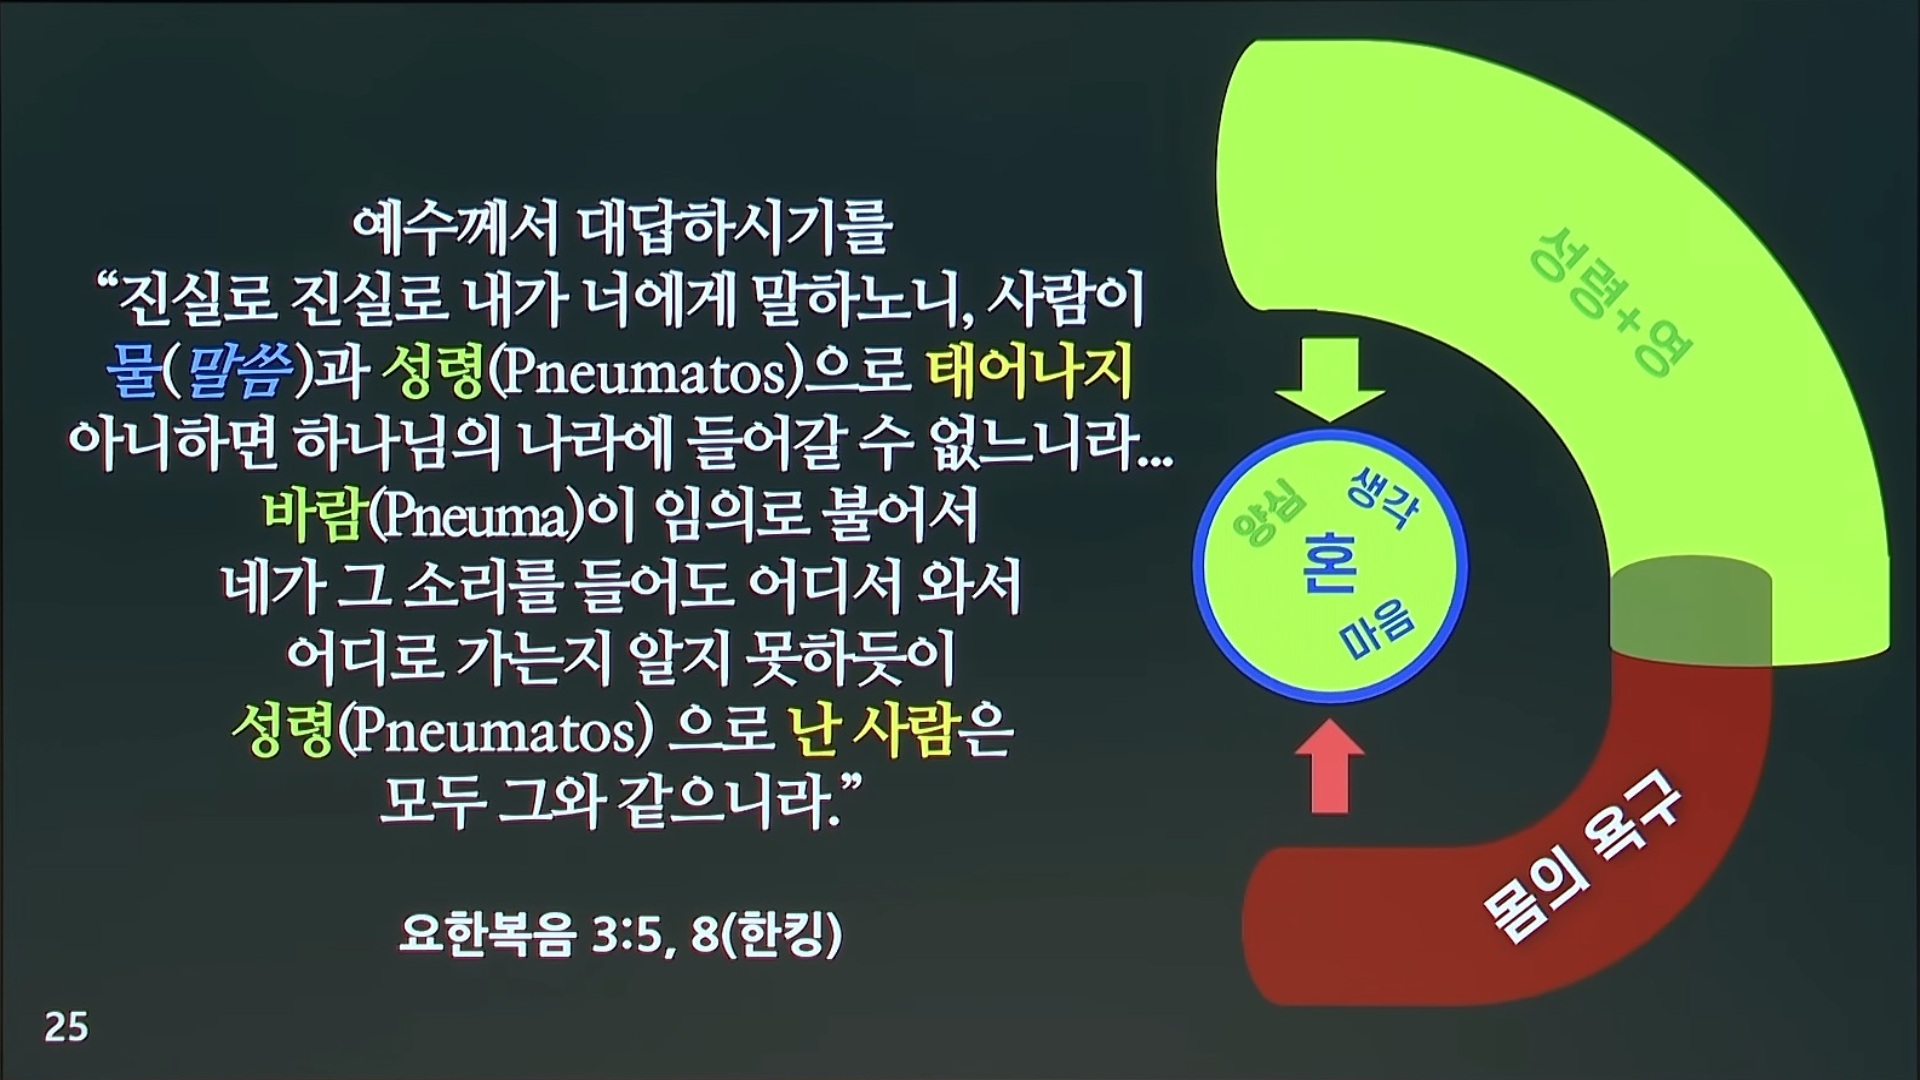 예수께서 대답하시기를
“진실로 진실로 내가 너에게 말하노니, 사람이
물(말씀)과 성령(Pneumatos)으로 태어나지
아니하면 하나님의 나라에 들어갈 수 없느니라...
바람(Pneuma)이 임의로 불어서
네가 그 소리를 들어도 어디서 와서
어디로 가는지 알지 못하듯이
성령(Pneumatos) 으로 난 사람은
모두 그와 같으니라.”
요한복음 3:5, 8(한킹)
25
성령+영
양심
생각
혼
마음
몸의 욕구